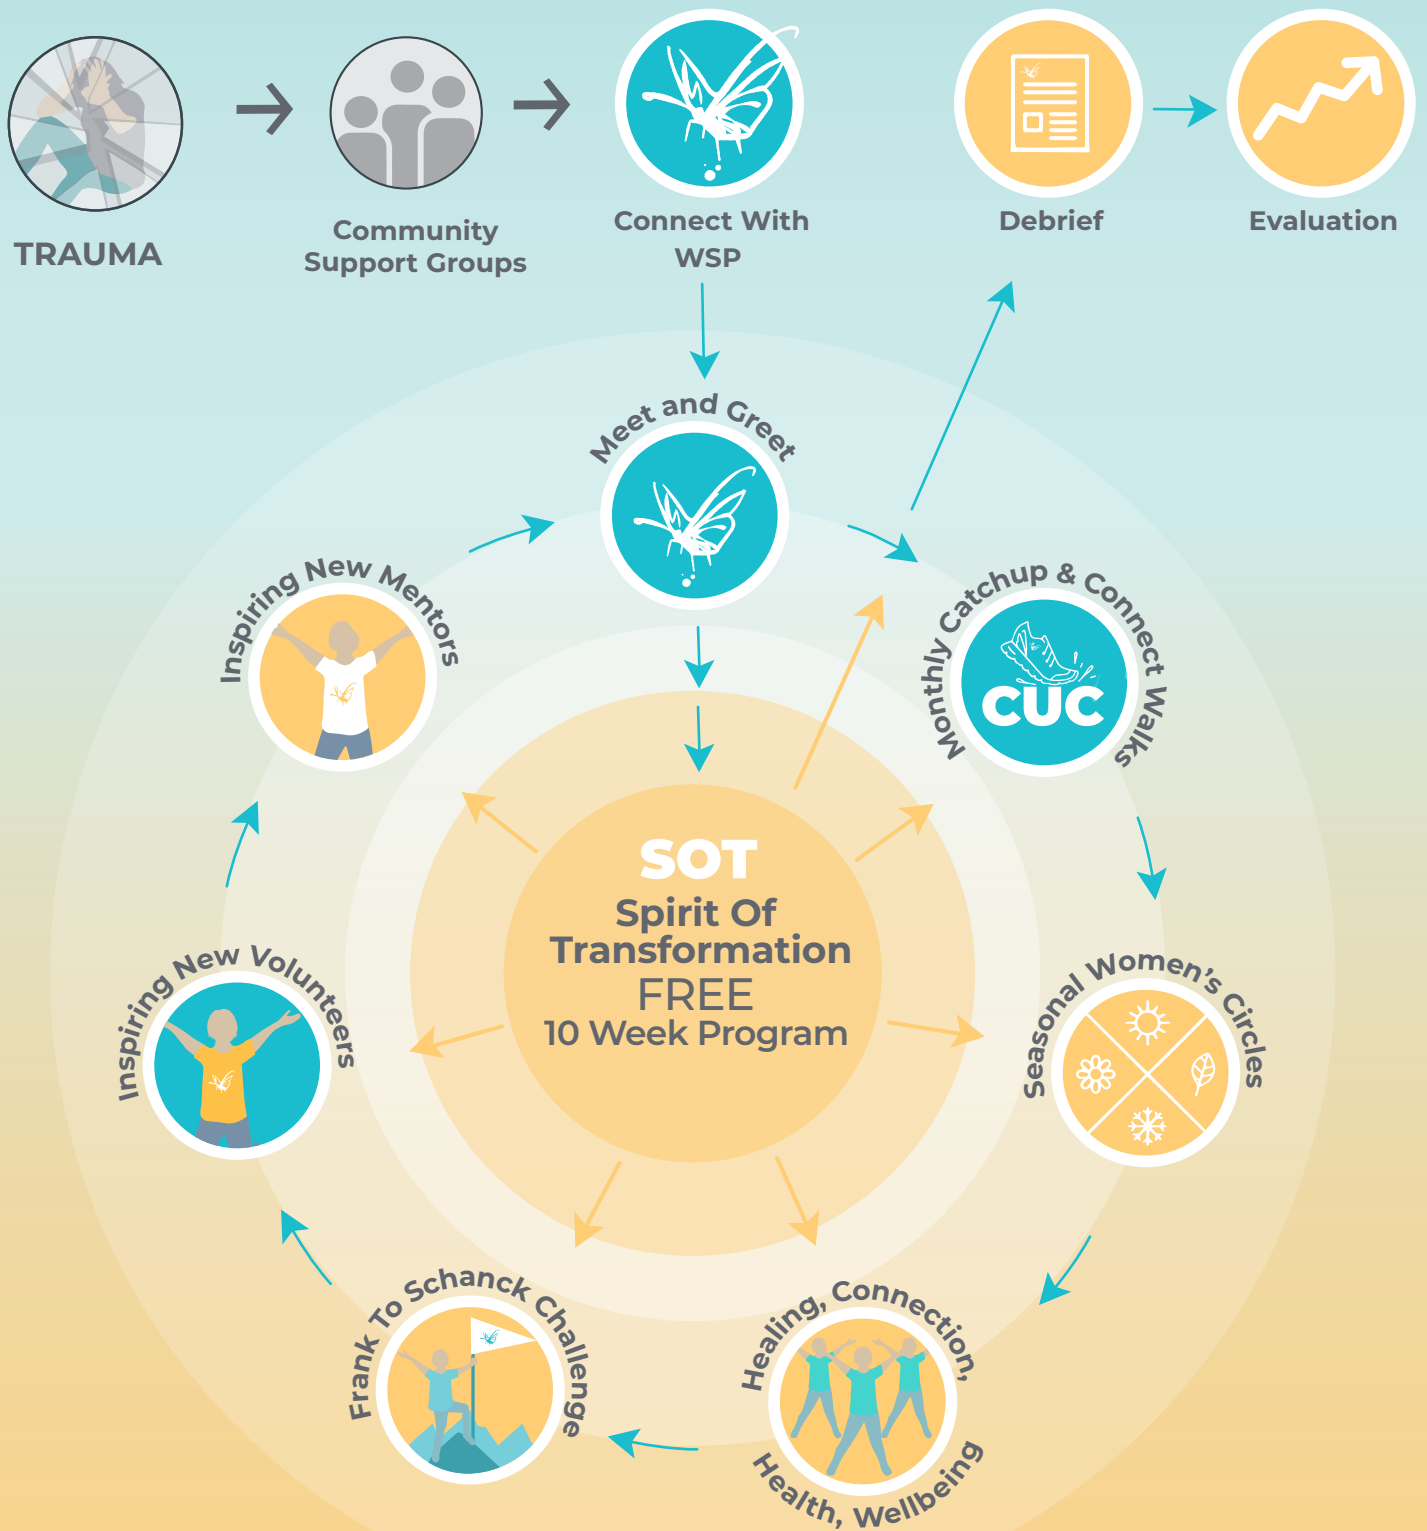 TRAUMA
Community
Support Groups
Connect With
WSP
Debrief
Evaluation
Meet and Greet
Inspiring New Mentors
Monthly Catchup & Connect Walks
CUC
SOT
Spirit Of
Transformation
FREE
10 Week Program
Inspiring New Volunteers
Seasonal Women's Circles
Frank To Schanck Challenge
Healing, Connection,
Health, Wellbeing